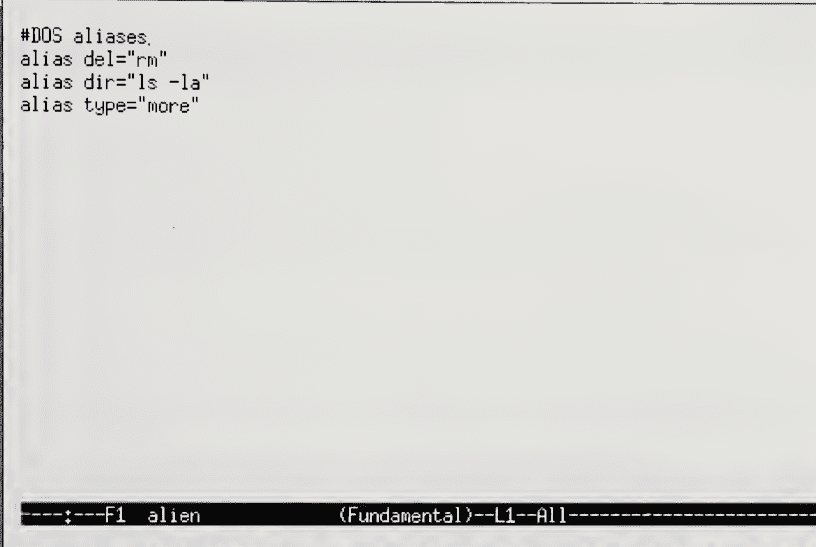 #DOS aliases.
alias del="rm"
alias dir="ls -la"
alias type="more"
----:---F1  alien                (Fundamental)--L1--All------------------------